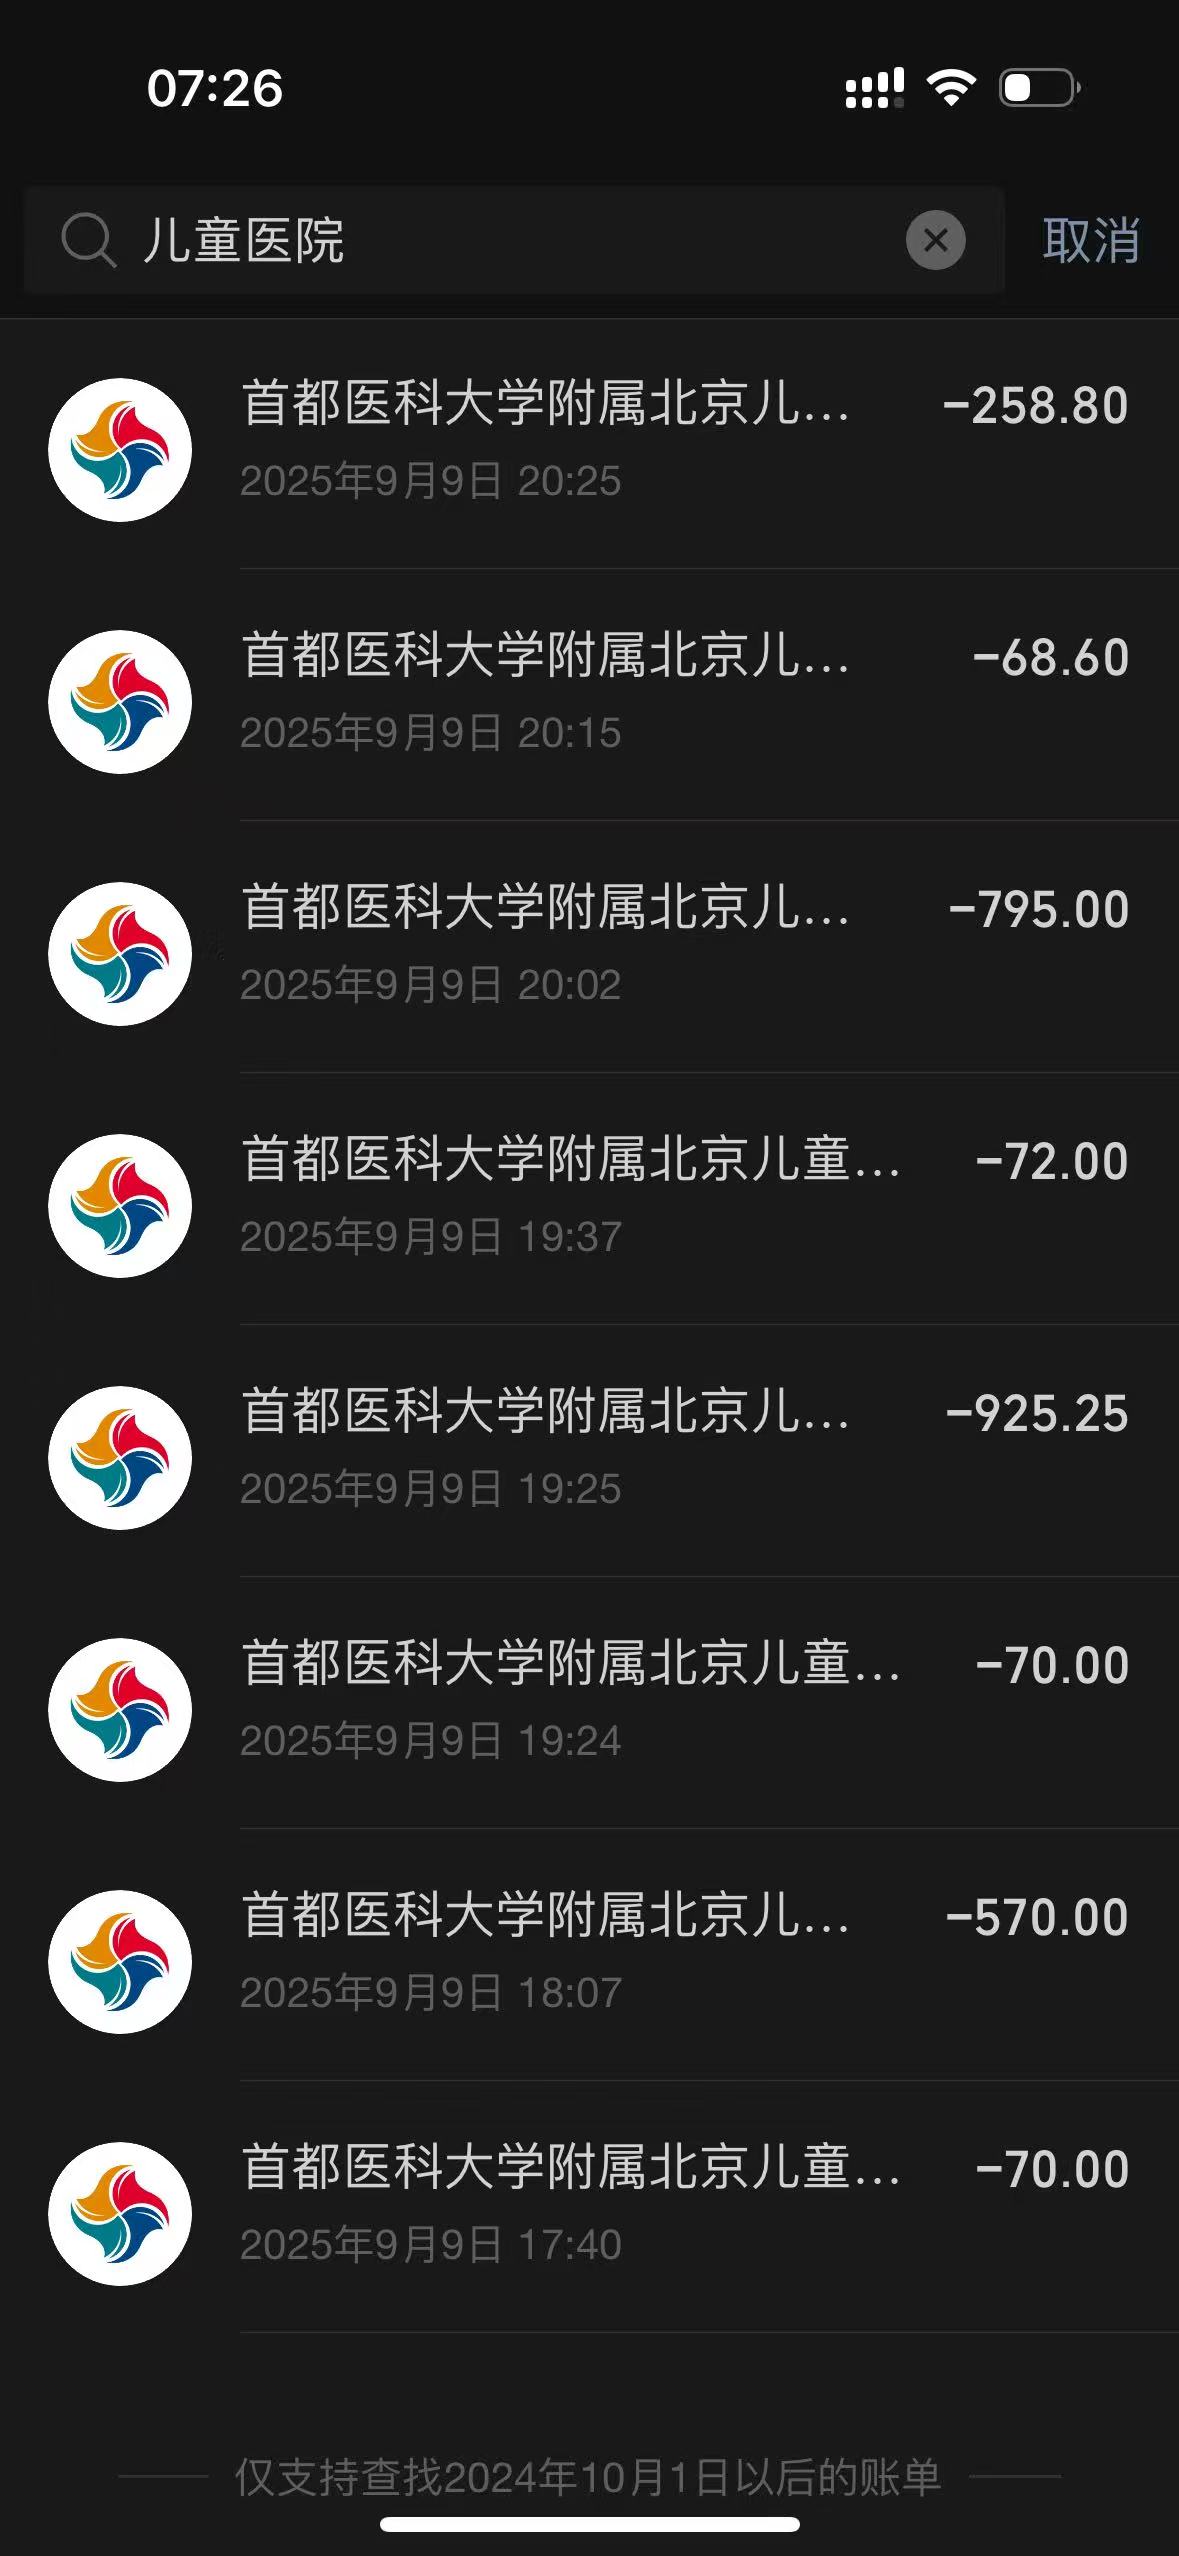 07:26
儿童医院
取消
首都医科大学附属北京儿... -258.80
2025年9月9日 20:25
首都医科大学附属北京儿... -68.60
2025年9月9日 20:15
首都医科大学附属北京儿... -795.00
2025年9月9日 20:02
首都医科大学附属北京儿童... -72.00
2025年9月9日 19:37
首都医科大学附属北京儿... -925.25
2025年9月9日 19:25
首都医科大学附属北京儿童... -70.00
2025年9月9日 19:24
首都医科大学附属北京儿... -570.00
2025年9月9日 18:07
首都医科大学附属北京儿童... -70.00
2025年9月9日 17:40
仅支持查找2024年10月1日以后的账单